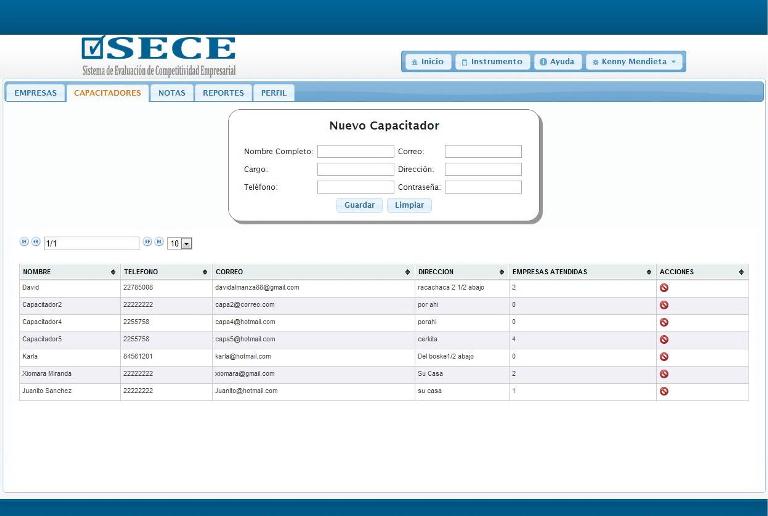 SECE
Sistema de Evaluación de Competitividad Empresarial
Inicio Instrumento Ayuda Kenny Mendieta
EMPRESAS CAPACITADORES NOTAS REPORTES PERFIL
Nuevo Capacitador
Nombre Completo: Correo:
Cargo: Dirección:
Teléfono: Contraseña:
Guardar Limpiar
1/1 10
NOMBRE TELEFONO CORREO DIRECCION EMPRESAS ATENDIDAS ACCIONES
David 22765008 davidalmanza88@gmail.com racachaca 2 1/2 abajo 2
Capacitador2 22222222 capa2@correo.com por ahi 0
Capacitador4 2255758 capa4@hotmail.com porahi 0
Capacitador5 2255758 capa5@hotmail.com cerkita 4
Karla 84561201 karla@hotmail.com Del boske1/2 abajo 0
Xiomara Miranda 22222222 xiomara@gmail.com Su Casa 2
Juanito Sanchez 22222222 Juanito@hotmail.com su casa 1